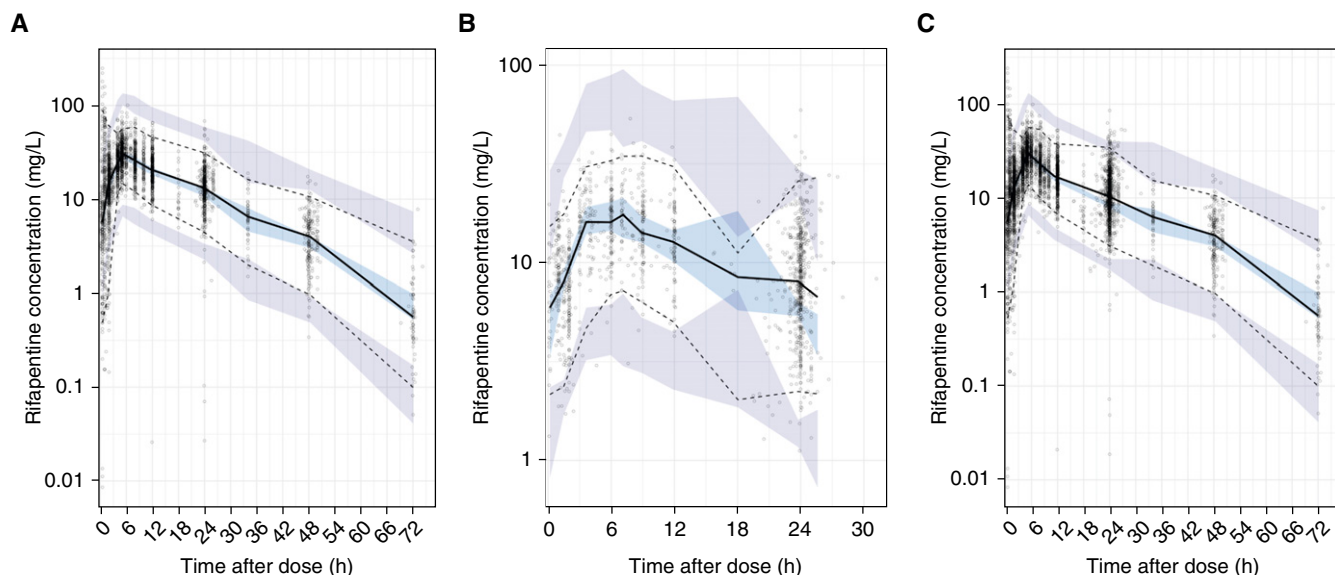 A
B
C
Rifapentine concentration (mg/L)
100
10
1
0.1
0.01
0 6 12 18 24 30 36 42 48 54 60 66 72
Time after dose (h)
Rifapentine concentration (mg/L)
100
10
1
0 6 12 18 24 30
Time after dose (h)
Rifapentine concentration (mg/L)
100
10
1
0.1
0.01
0 6 12 18 24 30 36 42 48 54 60 66 72
Time after dose (h)